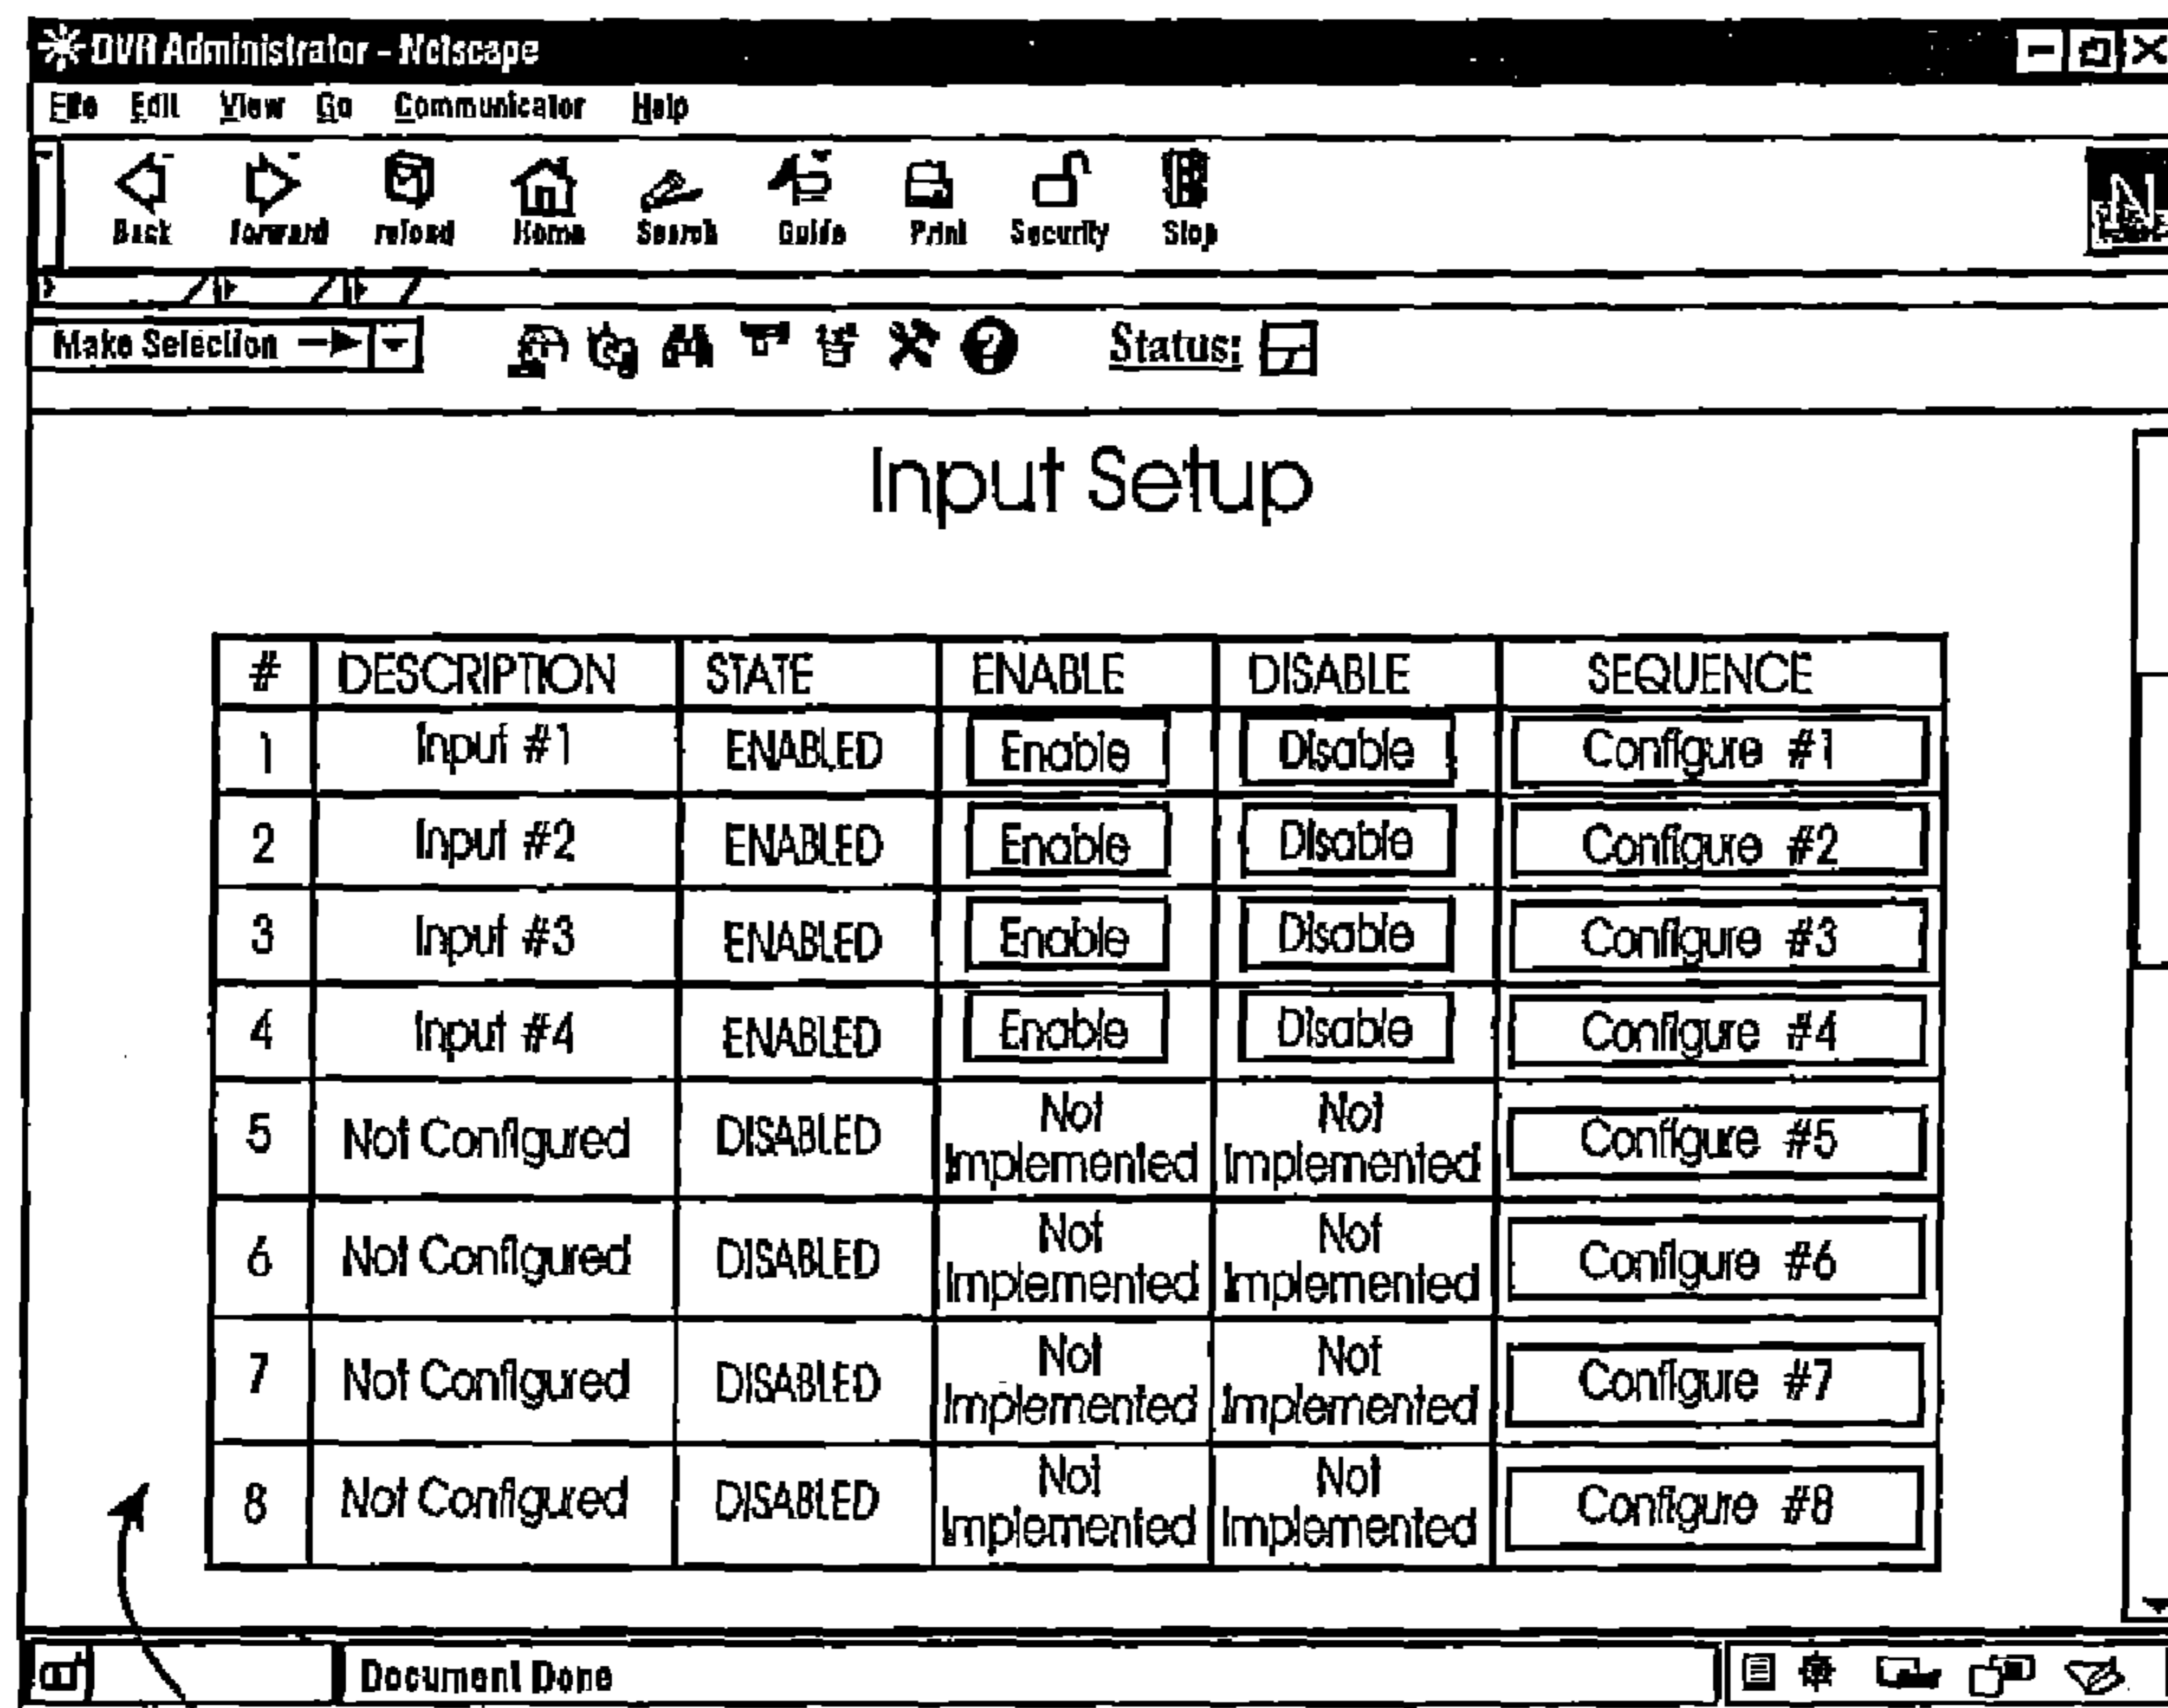 DVR Administrator - Netscape
File Edit View Go Communicator Help
Back forward reload Home Search Guide Print Security Stop
N
Make Selection Status:
Input Setup
# DESCRIPTION STATE ENABLE DISABLE SEQUENCE
1 Input #1 ENABLED Enable Disable Configure #1
2 Input #2 ENABLED Enable Disable Configure #2
3 Input #3 ENABLED Enable Disable Configure #3
4 Input #4 ENABLED Enable Disable Configure #4
5 Not Configured DISABLED Not Implemented Not Implemented Configure #5
6 Not Configured DISABLED Not Implemented Not Implemented Configure #6
7 Not Configured DISABLED Not Implemented Not Implemented Configure #7
8 Not Configured DISABLED Not Implemented Not Implemented Configure #8
Document Done